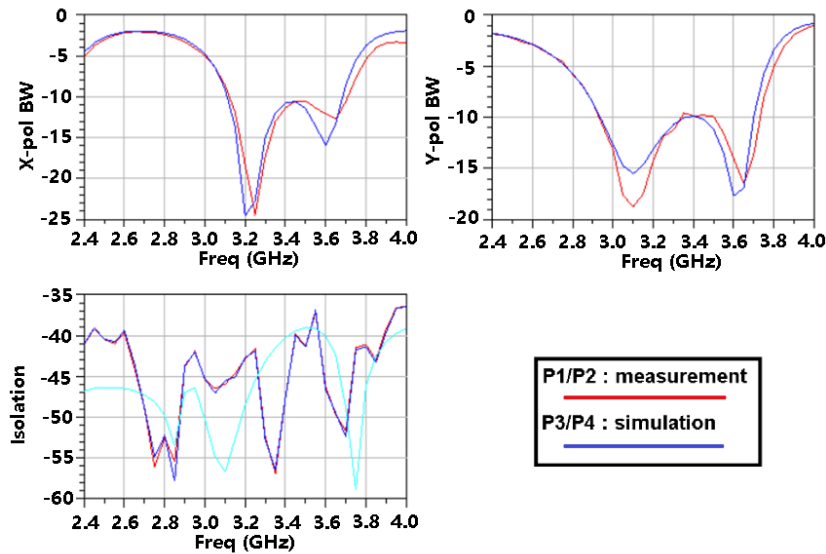 0
-5
-10
-15
-20
-25
X-pol BW
2.4 2.6 2.8 3.0 3.2 3.4 3.6 3.8 4.0
Freq (GHz)
0
-5
-10
-15
-20
Y-pol BW
2.4 2.6 2.8 3.0 3.2 3.4 3.6 3.8 4.0
Freq (GHz)
-35
-40
-45
-50
-55
-60
Isolation
2.4 2.6 2.8 3.0 3.2 3.4 3.6 3.8 4.0
Freq (GHz)
P1/P2 : measurement
P3/P4 : simulation